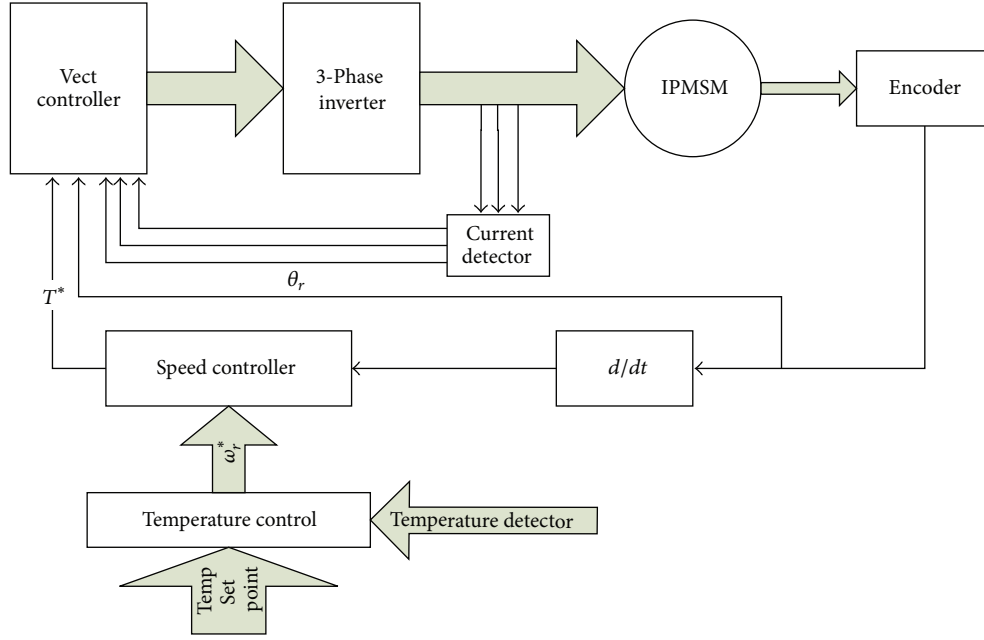 Vect
controller
3-Phase
inverter
IPMSM
Encoder
Current
detector
θr
T*
Speed controller
d/dt
ωr*
Temperature control
Temperature detector
Temp
Set
point